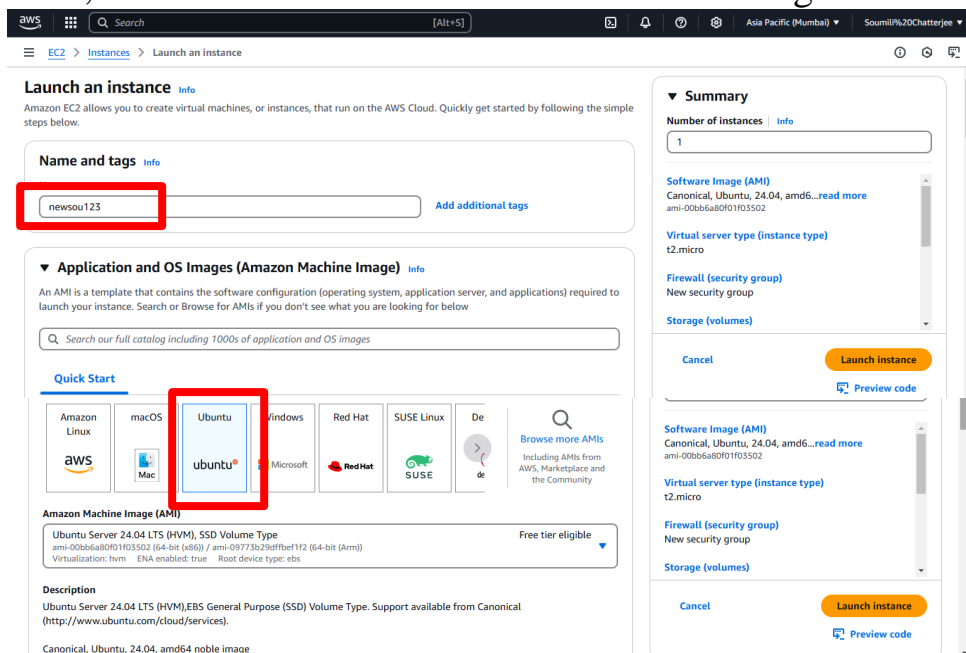 aws
Search
[Alt+S]
Asia Pacific (Mumbai) ▼
Soumili%20Chatterjee ▼
EC2 > Instances > Launch an instance
Launch an instance Info
Amazon EC2 allows you to create virtual machines, or instances, that run on the AWS Cloud. Quickly get started by following the simple
steps below.
Name and tags Info
newsou123
Add additional tags
▼ Application and OS Images (Amazon Machine Image) Info
An AMI is a template that contains the software configuration (operating system, application server, and applications) required to
launch your instance. Search or Browse for AMIs if you don't see what you are looking for below
Search our full catalog including 1000s of application and OS images
Quick Start
Amazon
Linux
aws
macOS
Mac
Ubuntu
ubuntu®
Windows
Microsoft
Red Hat
Red Hat
SUSE Linux
SUSE
De
de
Browse more AMIs
Including AMIs from
AWS, Marketplace and
the Community
Amazon Machine Image (AMI)
Ubuntu Server 24.04 LTS (HVM), SSD Volume Type
Free tier eligible
ami-00bb6a80f01f03502 (64-bit (x86)) / ami-09773b29dffbef1f2 (64-bit (Arm))
Virtualization: hvm ENA enabled: true Root device type: ebs
Description
Ubuntu Server 24.04 LTS (HVM),EBS General Purpose (SSD) Volume Type. Support available from Canonical
(http://www.ubuntu.com/cloud/services).
Canonical, Ubuntu, 24.04, amd64 noble image
▼ Summary
Number of instances | Info
1
Software Image (AMI)
Canonical, Ubuntu, 24.04, amd6...read more
ami-00bb6a80f01f03502
Virtual server type (instance type)
t2.micro
Firewall (security group)
New security group
Storage (volumes)
Cancel
Launch instance
Preview code
Software Image (AMI)
Canonical, Ubuntu, 24.04, amd6...read more
ami-00bb6a80f01f03502
Virtual server type (instance type)
t2.micro
Firewall (security group)
New security group
Storage (volumes)
Cancel
Launch instance
Preview code